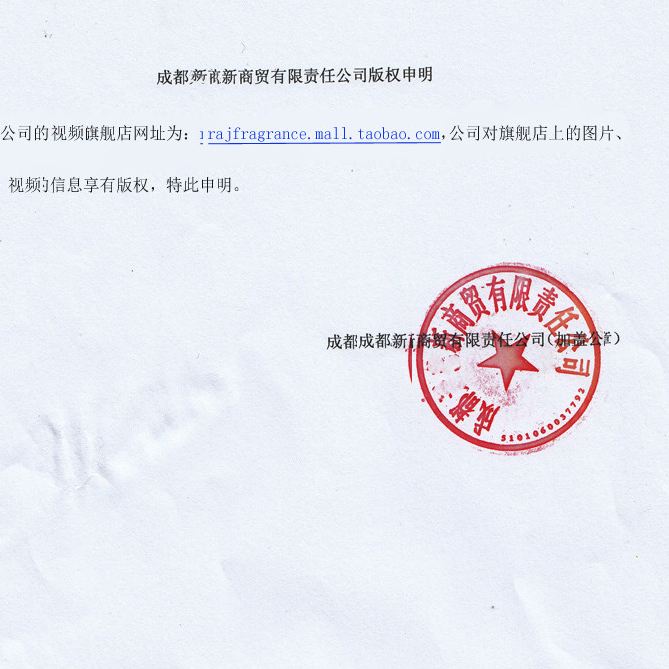 成都新新商贸有限责任公司版权申明
公司的视频旗舰店网址为：rajfragrance.mall.taobao.com,公司对旗舰店上的图片、
视频的信息享有版权，特此申明。
成都成都新商贸有限责任公司(加盖公章)
成都 新商贸有限责任公司
5101060037792